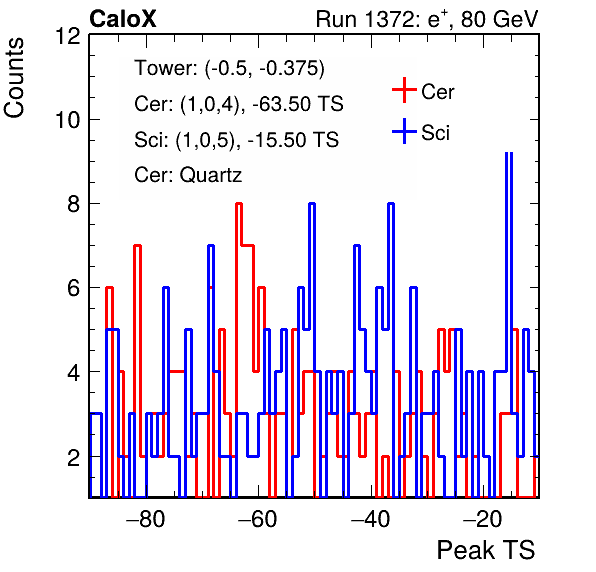 CaloX Run 1372: e⁺, 80 GeV
Counts
12
10
8
6
4
2
Tower: (-0.5, -0.375)
Cer: (1,0,4), -63.50 TS
Sci: (1,0,5), -15.50 TS
Cer: Quartz
Cer
Sci
−80 −60 −40 −20
Peak TS